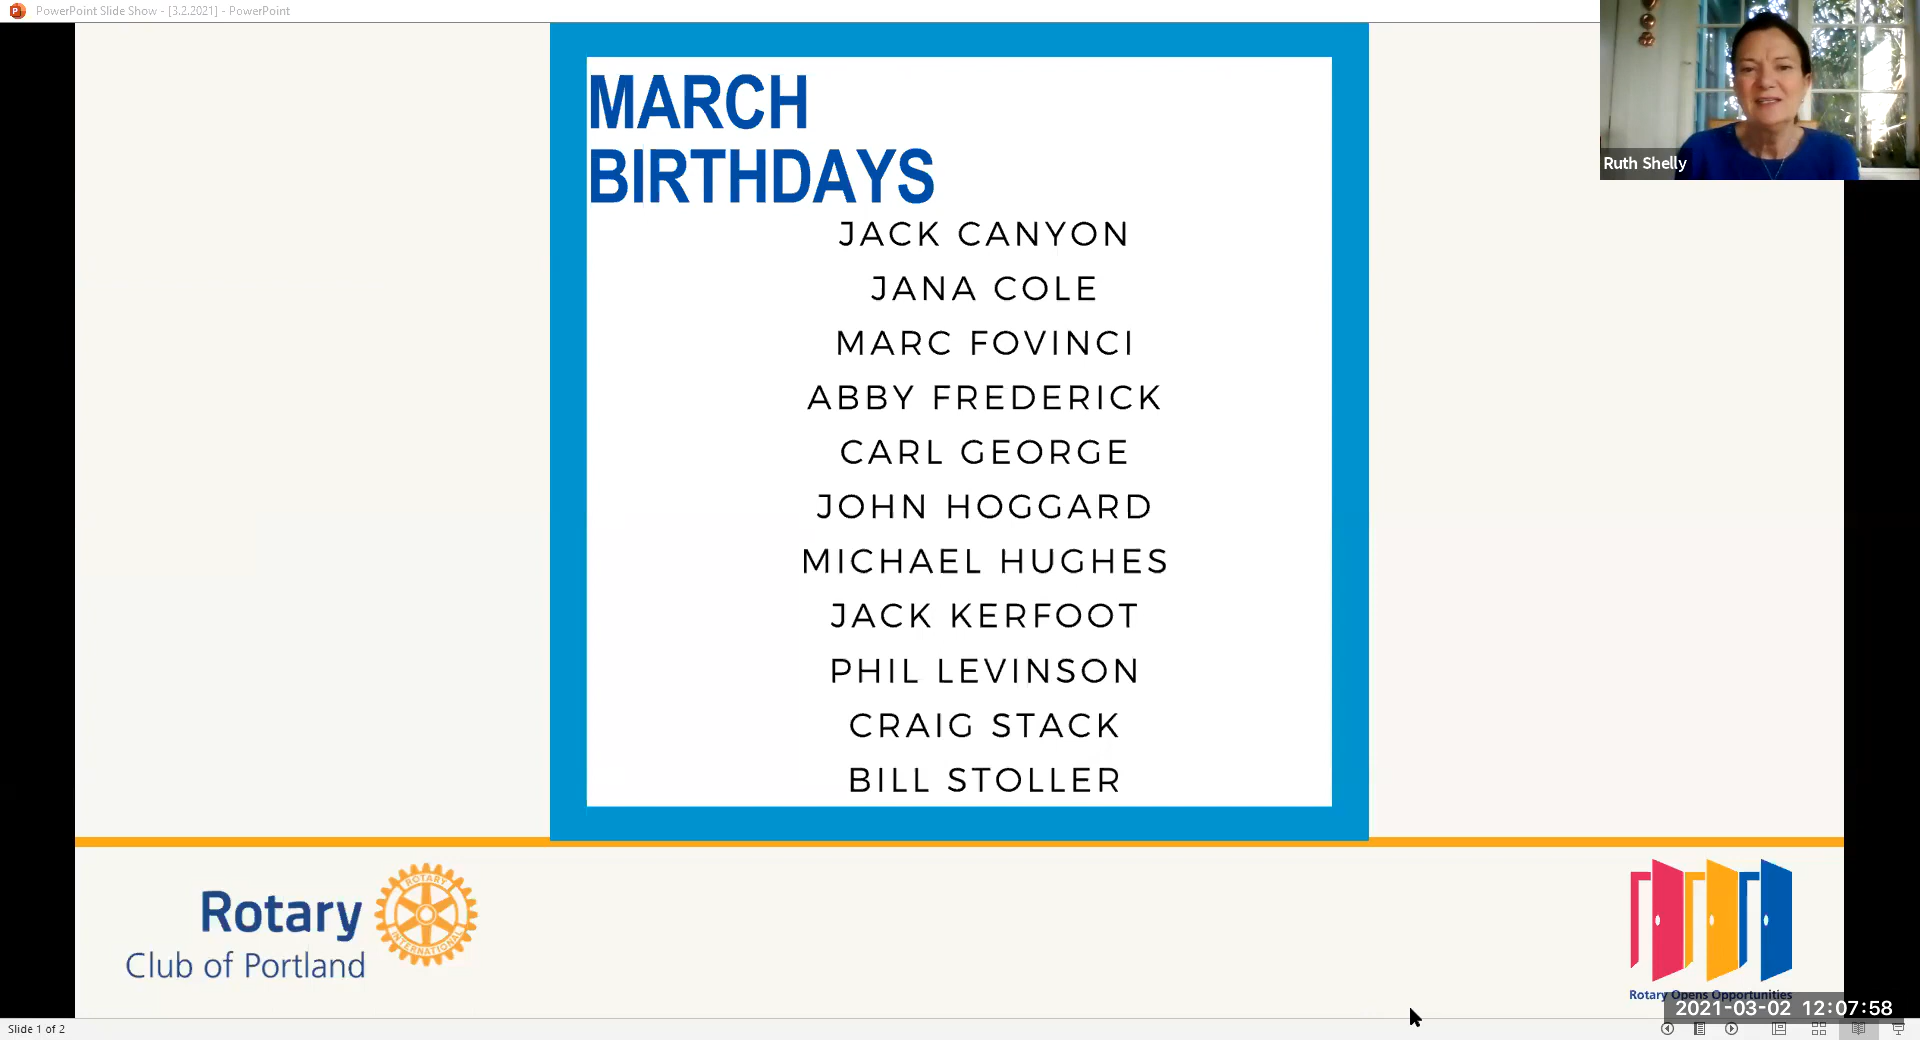 PowerPoint Slide Show - [3.2.2021] - PowerPoint
Ruth Shelly
MARCH
BIRTHDAYS
JACK CANYON
JANA COLE
MARC FOVINCI
ABBY FREDERICK
CARL GEORGE
JOHN HOGGARD
MICHAEL HUGHES
JACK KERFOOT
PHIL LEVINSON
CRAIG STACK
BILL STOLLER
Rotary
Club of Portland
ROTARY
INTERNATIONAL
Rotary Opens Opportunities
2021-03-02 12:07:58
Slide 1 of 2